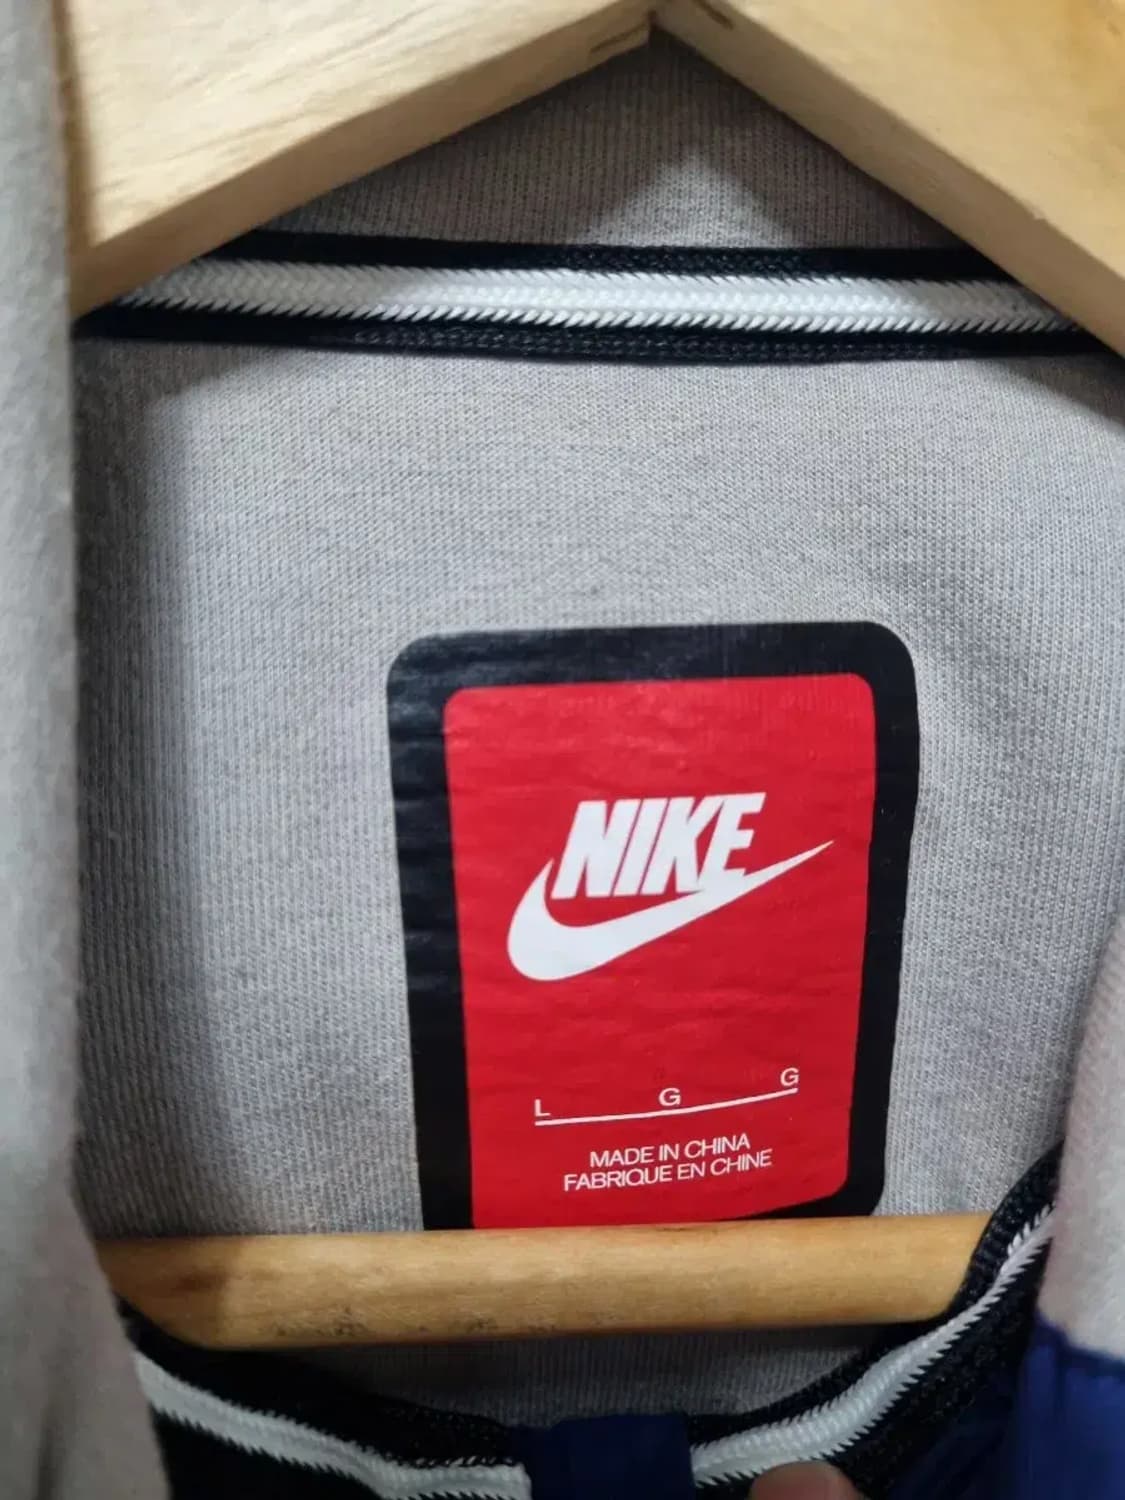 NIKE
L G G
MADE IN CHINA
FABRIQUE EN CHINE